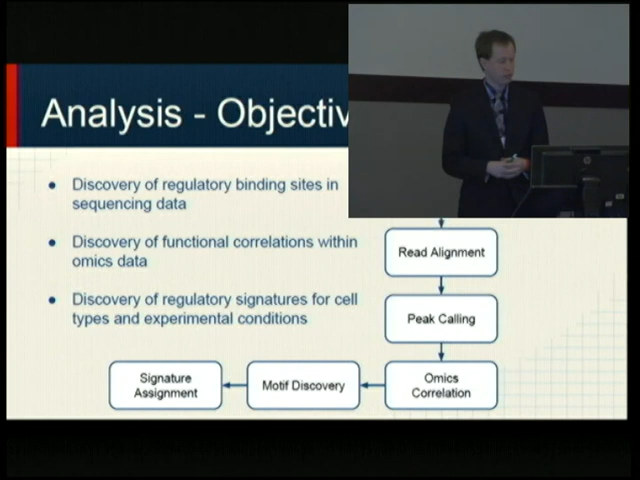 Analysis - Objectiv
Discovery of regulatory binding sites in
sequencing data
Discovery of functional correlations within
omics data
Discovery of regulatory signatures for cell
types and experimental conditions
Read Alignment
Peak Calling
Omics
Correlation
Motif Discovery
Signature
Assignment